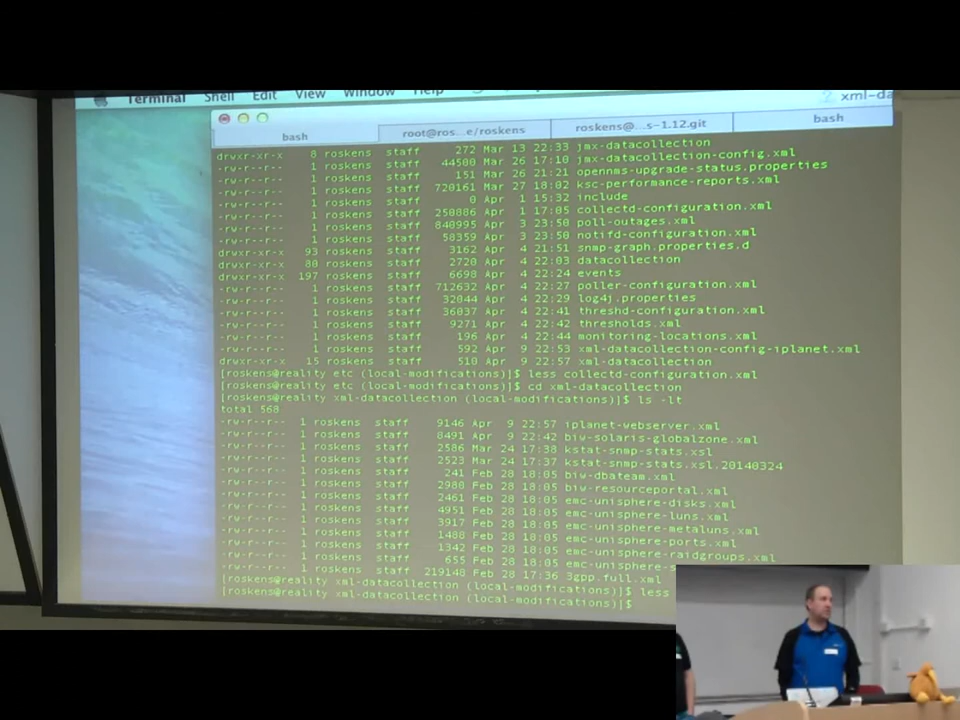 Terminal Shell Edit View Window Help
xml-da
bash root@ros...e/roskens roskens@...s-1.12.git bash
drwxr-xr-x 8 roskens staff 272 Mar 13 22:33 jmx-datacollection
-rw-r--r-- 1 roskens staff 44500 Mar 26 17:10 jmx-datacollection-config.xml
-rw-r--r-- 1 roskens staff 151 Mar 26 21:21 opennms-upgrade-status.properties
-rw-r--r-- 1 roskens staff 720161 Mar 27 18:02 ksc-performance-reports.xml
-rw-r--r-- 1 roskens staff 0 Apr 1 15:32 include
-rw-r--r-- 1 roskens staff 250886 Apr 1 17:05 collectd-configuration.xml
-rw-r--r-- 1 roskens staff 840995 Apr 3 23:50 poll-outages.xml
-rw-r--r-- 1 roskens staff 50359 Apr 3 23:50 notifd-configuration.xml
drwxr-xr-x 93 roskens staff 3162 Apr 4 21:51 snmp-graph.properties.d
drwxr-xr-x 80 roskens staff 2720 Apr 4 22:03 datacollection
drwxr-xr-x 197 roskens staff 6698 Apr 4 22:24 events
-rw-r--r-- 1 roskens staff 712632 Apr 4 22:27 poller-configuration.xml
-rw-r--r-- 1 roskens staff 32044 Apr 4 22:29 log4j.properties
-rw-r--r-- 1 roskens staff 36037 Apr 4 22:41 threshd-configuration.xml
-rw-r--r-- 1 roskens staff 9271 Apr 4 22:42 thresholds.xml
-rw-r--r-- 1 roskens staff 196 Apr 4 22:44 monitoring-locations.xml
-rw-r--r-- 1 roskens staff 592 Apr 9 22:53 xml-datacollection-config-iplanet.xml
drwxr-xr-x 15 roskens staff 510 Apr 9 22:57 xml-datacollection
[roskens@reality etc (local-modifications)]$ less collectd-configuration.xml
[roskens@reality etc (local-modifications)]$ cd xml-datacollection
[roskens@reality xml-datacollection (local-modifications)]$ ls -lt
total 568
-rw-r--r-- 1 roskens staff 9146 Apr 9 22:57 iplanet-webserver.xml
-rw-r--r-- 1 roskens staff 8491 Apr 9 22:42 biw-solaris-globalzone.xml
-rw-r--r-- 1 roskens staff 2586 Mar 24 17:38 kstat-snmp-stats.xsl
-rw-r--r-- 1 roskens staff 2523 Mar 24 17:37 kstat-snmp-stats.xsl.20140324
-rw-r--r-- 1 roskens staff 241 Feb 28 18:05 biw-dbateam.xml
-rw-r--r-- 1 roskens staff 2980 Feb 28 18:05 biw-resourceportal.xml
-rw-r--r-- 1 roskens staff 2461 Feb 28 18:05 emc-unisphere-disks.xml
-rw-r--r-- 1 roskens staff 4951 Feb 28 18:05 emc-unisphere-luns.xml
-rw-r--r-- 1 roskens staff 3917 Feb 28 18:05 emc-unisphere-metaluns.xml
-rw-r--r-- 1 roskens staff 1488 Feb 28 18:05 emc-unisphere-ports.xml
-rw-r--r-- 1 roskens staff 1342 Feb 28 18:05 emc-unisphere-raidgroups.xml
-rw-r--r-- 1 roskens staff 655 Feb 28 18:05 emc-unisphere-s
-rw-r--r-- 1 roskens staff 219148 Feb 28 17:36 3gpp.full.xml
[roskens@reality xml-datacollection (local-modifications)]$ less
[roskens@reality xml-datacollection (local-modifications)]$